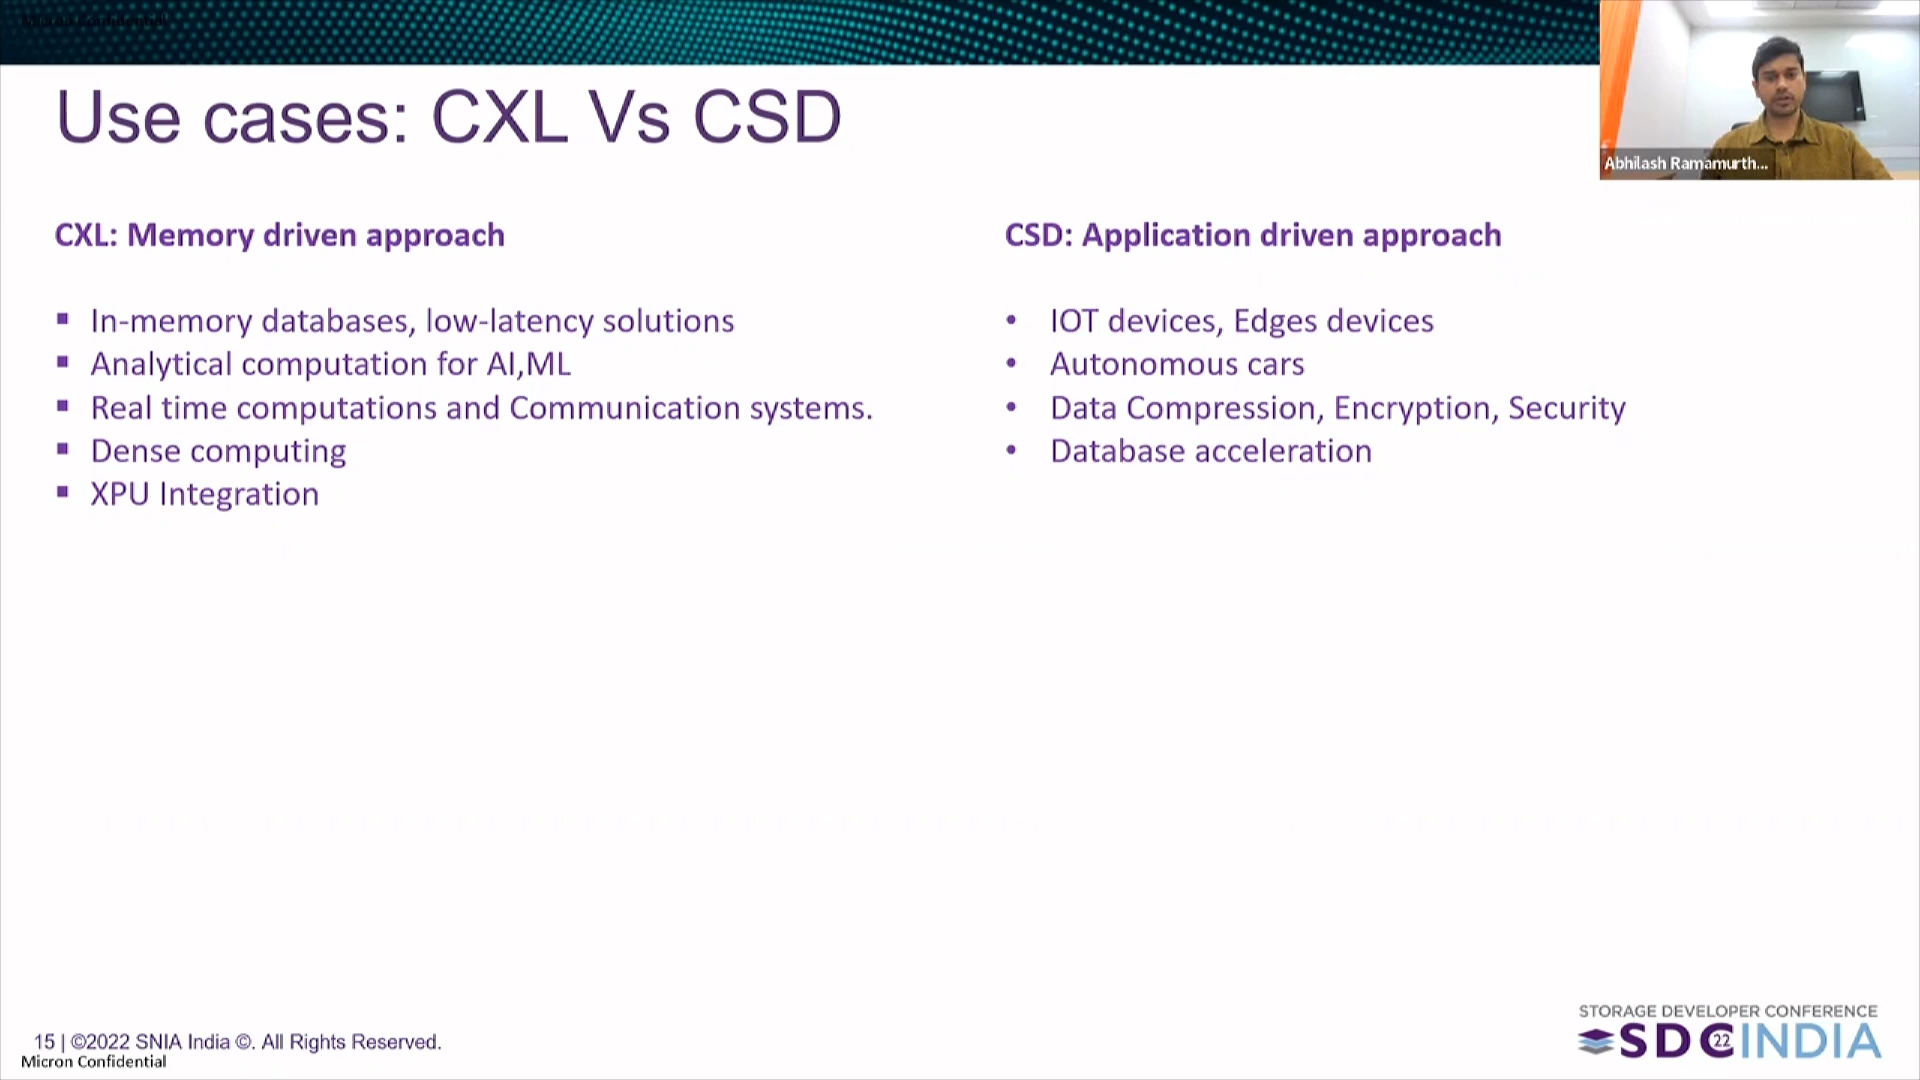 Micron Confidential
Use cases: CXL Vs CSD
Abhilash Ramamurth...
CXL: Memory driven approach
▪ In-memory databases, low-latency solutions
▪ Analytical computation for AI,ML
▪ Real time computations and Communication systems.
▪ Dense computing
▪ XPU Integration
CSD: Application driven approach
• IOT devices, Edges devices
• Autonomous cars
• Data Compression, Encryption, Security
• Database acceleration
STORAGE DEVELOPER CONFERENCE
SDC22INDIA
15 | ©2022 SNIA India ©. All Rights Reserved.
Micron Confidential